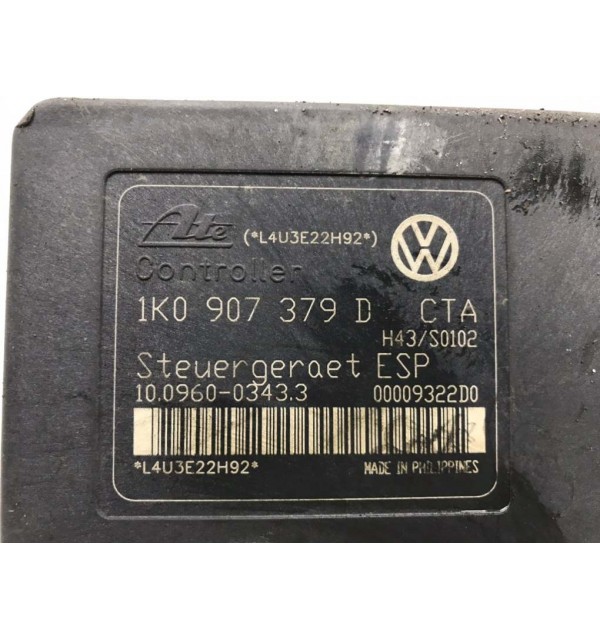 Ate (*L4U3E22H92*)
Controller
1K0 907 379 D CTA
H43/S0102
Steuergeraet ESP
10.0960-0343.3 00009322D0
*L4U3E22H92* MADE IN PHILIPPINES